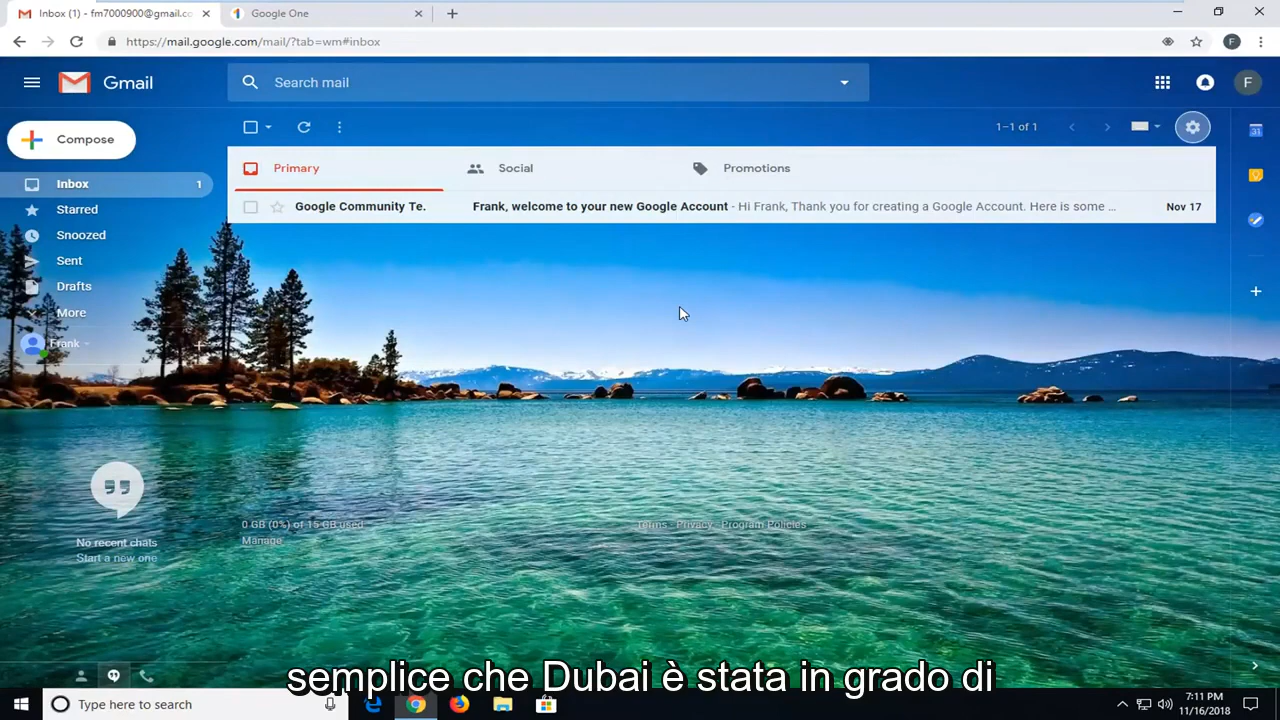 Inbox (1) - fm7000900@gmail.co
Google One
https://mail.google.com/mail/?tab=wm#inbox
F
Gmail
Search mail
F
Compose
1–1 of 1
31
Primary
Social
Promotions
Inbox 1
Google Community Te. Frank, welcome to your new Google Account - Hi Frank, Thank you for creating a Google Account. Here is some ... Nov 17
Starred
Snoozed
Sent
Drafts
More
Frank
0 GB (0%) of 15 GB used
Manage
Terms · Privacy · Program Policies
No recent chats
Start a new one
semplice che Dubai è stata in grado di
Type here to search
7:11 PM
11/16/2018